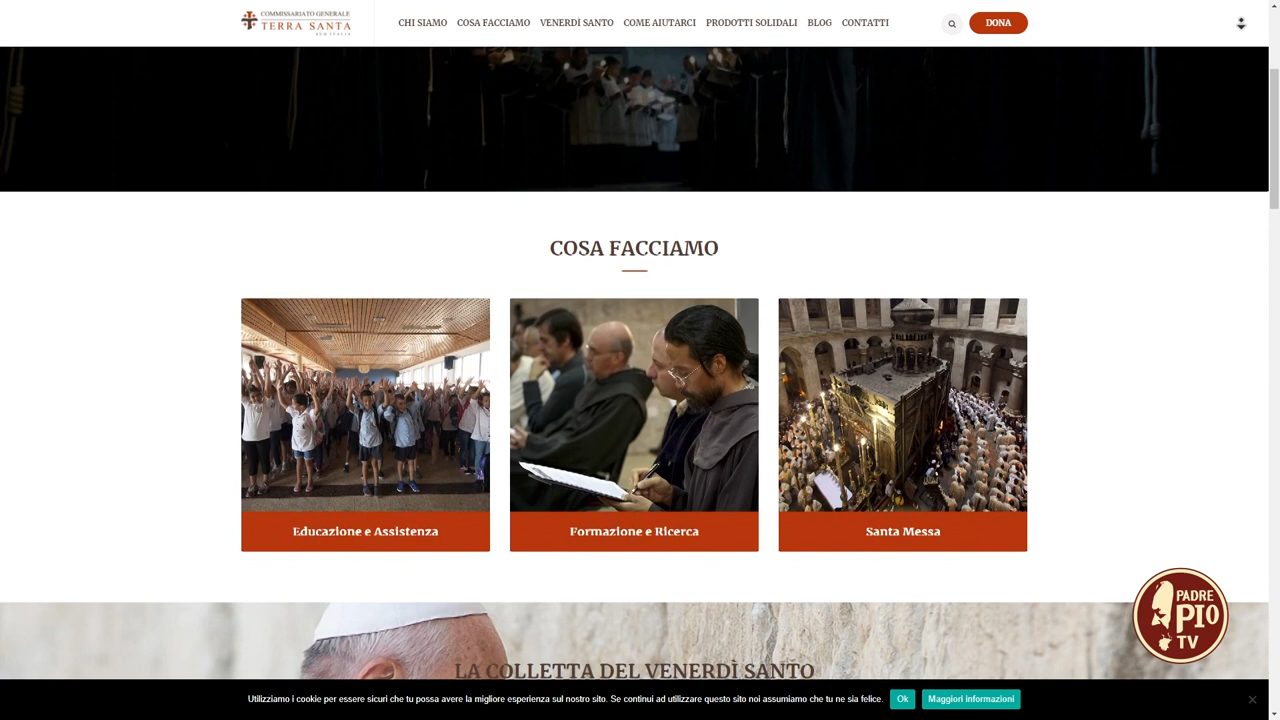 COMMISSARIATO GENERALE
TERRA SANTA
SUD ITALIA
CHI SIAMO COSA FACCIAMO VENERDÍ SANTO COME AIUTARCI PRODOTTI SOLIDALI BLOG CONTATTI
DONA
COSA FACCIAMO
Educazione e Assistenza
Formazione e Ricerca
Santa Messa
PADRE
PIO
TV
LA COLLETTA DEL VENERDÌ SANTO
Utilizziamo i cookie per essere sicuri che tu possa avere la migliore esperienza sul nostro sito. Se continui ad utilizzare questo sito noi assumiamo che tu ne sia felice. Ok Maggiori informazioni